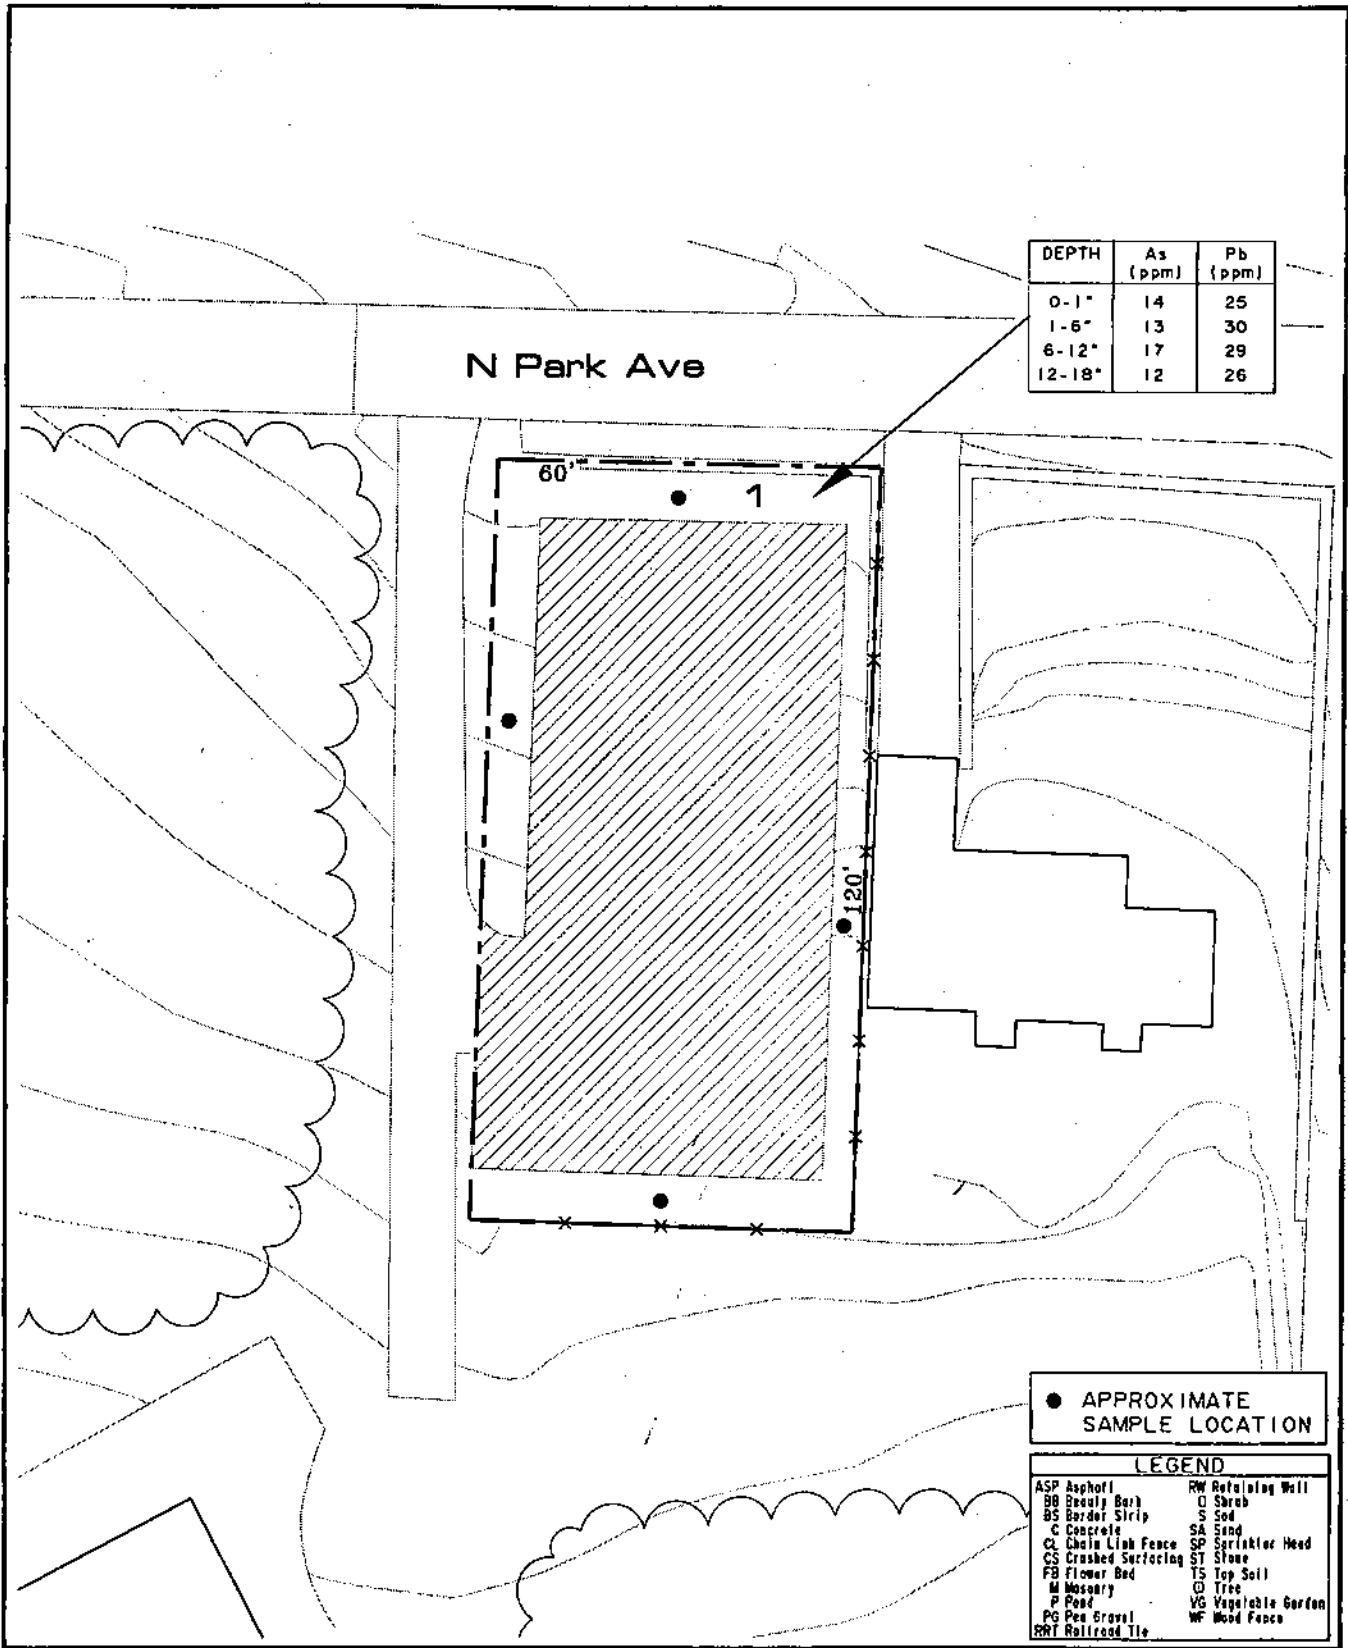 DEPTH As (ppm) Pb (ppm)
0-1" 14 25
1-6" 13 30
6-12" 17 29
12-18" 12 26
N Park Ave
60'
1
120'
● APPROXIMATE
SAMPLE LOCATION
LEGEND
ASP Asphalt RW Retaining Wall
BB Beauty Bark Shrub
BS Border Strip S Sod
C Concrete SA Sand
CL Chain Link Fence SP Sprinkler Head
CS Crushed Surfacing ST Stone
FB Flower Bed TS Top Soil
M Masonry Tree
P Pond VG Vegetable Garden
PG Pea Gravel WF Wood Fence
RRT Railroad Tie